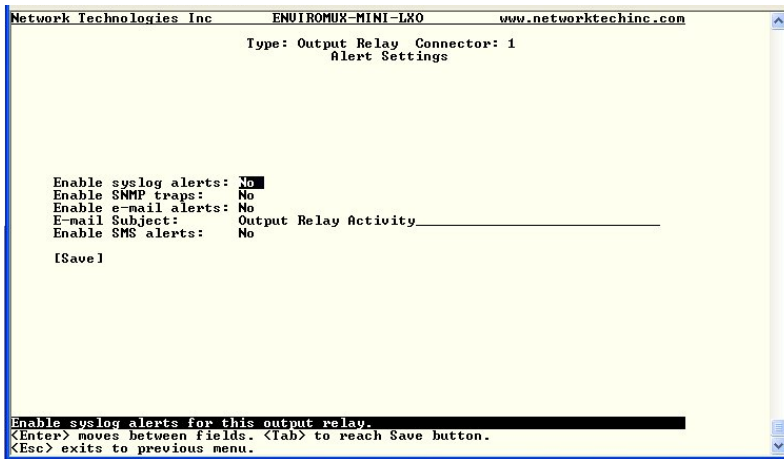 Network Technologies Inc ENVIROMUX-MINI-LXO www.networktechinc.com
Type: Output Relay Connector: 1
Alert Settings
Enable syslog alerts: No
Enable SNMP traps: No
Enable e-mail alerts: No
E-mail Subject: Output Relay Activity
Enable SMS alerts: No
[Save]
Enable syslog alerts for this output relay.
<Enter> moves between fields. <Tab> to reach Save button.
<Esc> exits to previous menu.